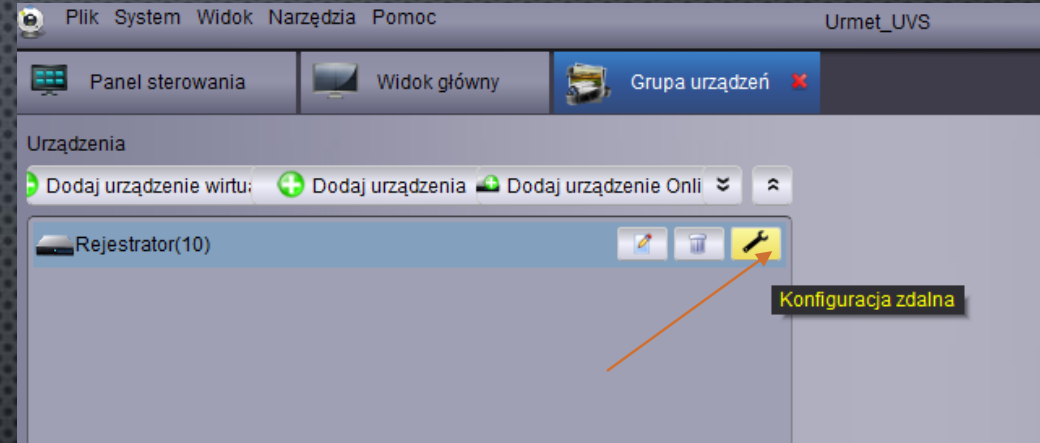 Plik System Widok Narzędzia Pomoc Urmet_UVS
Panel sterowania Widok główny Grupa urządzeń
Urządzenia
Dodaj urządzenie wirtu Dodaj urządzenia Dodaj urządzenie Onli
Rejestrator(10)
Konfiguracja zdalna